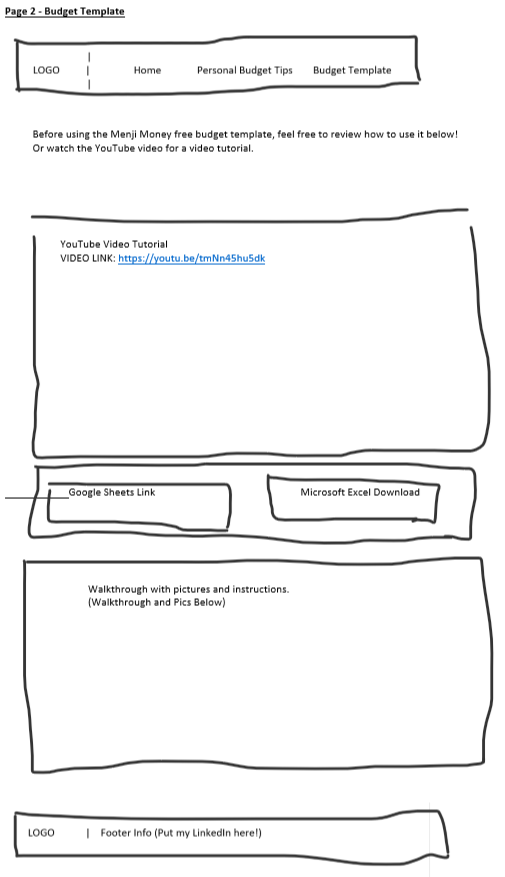 Page 2 - Budget Template
LOGO | Home Personal Budget Tips Budget Template
Before using the Menji Money free budget template, feel free to review how to use it below!
Or watch the YouTube video for a video tutorial.
YouTube Video Tutorial
VIDEO LINK: https://youtu.be/tmNn45hu5dk
Google Sheets Link Microsoft Excel Download
Walkthrough with pictures and instructions.
(Walkthrough and Pics Below)
LOGO | Footer Info (Put my LinkedIn here!)